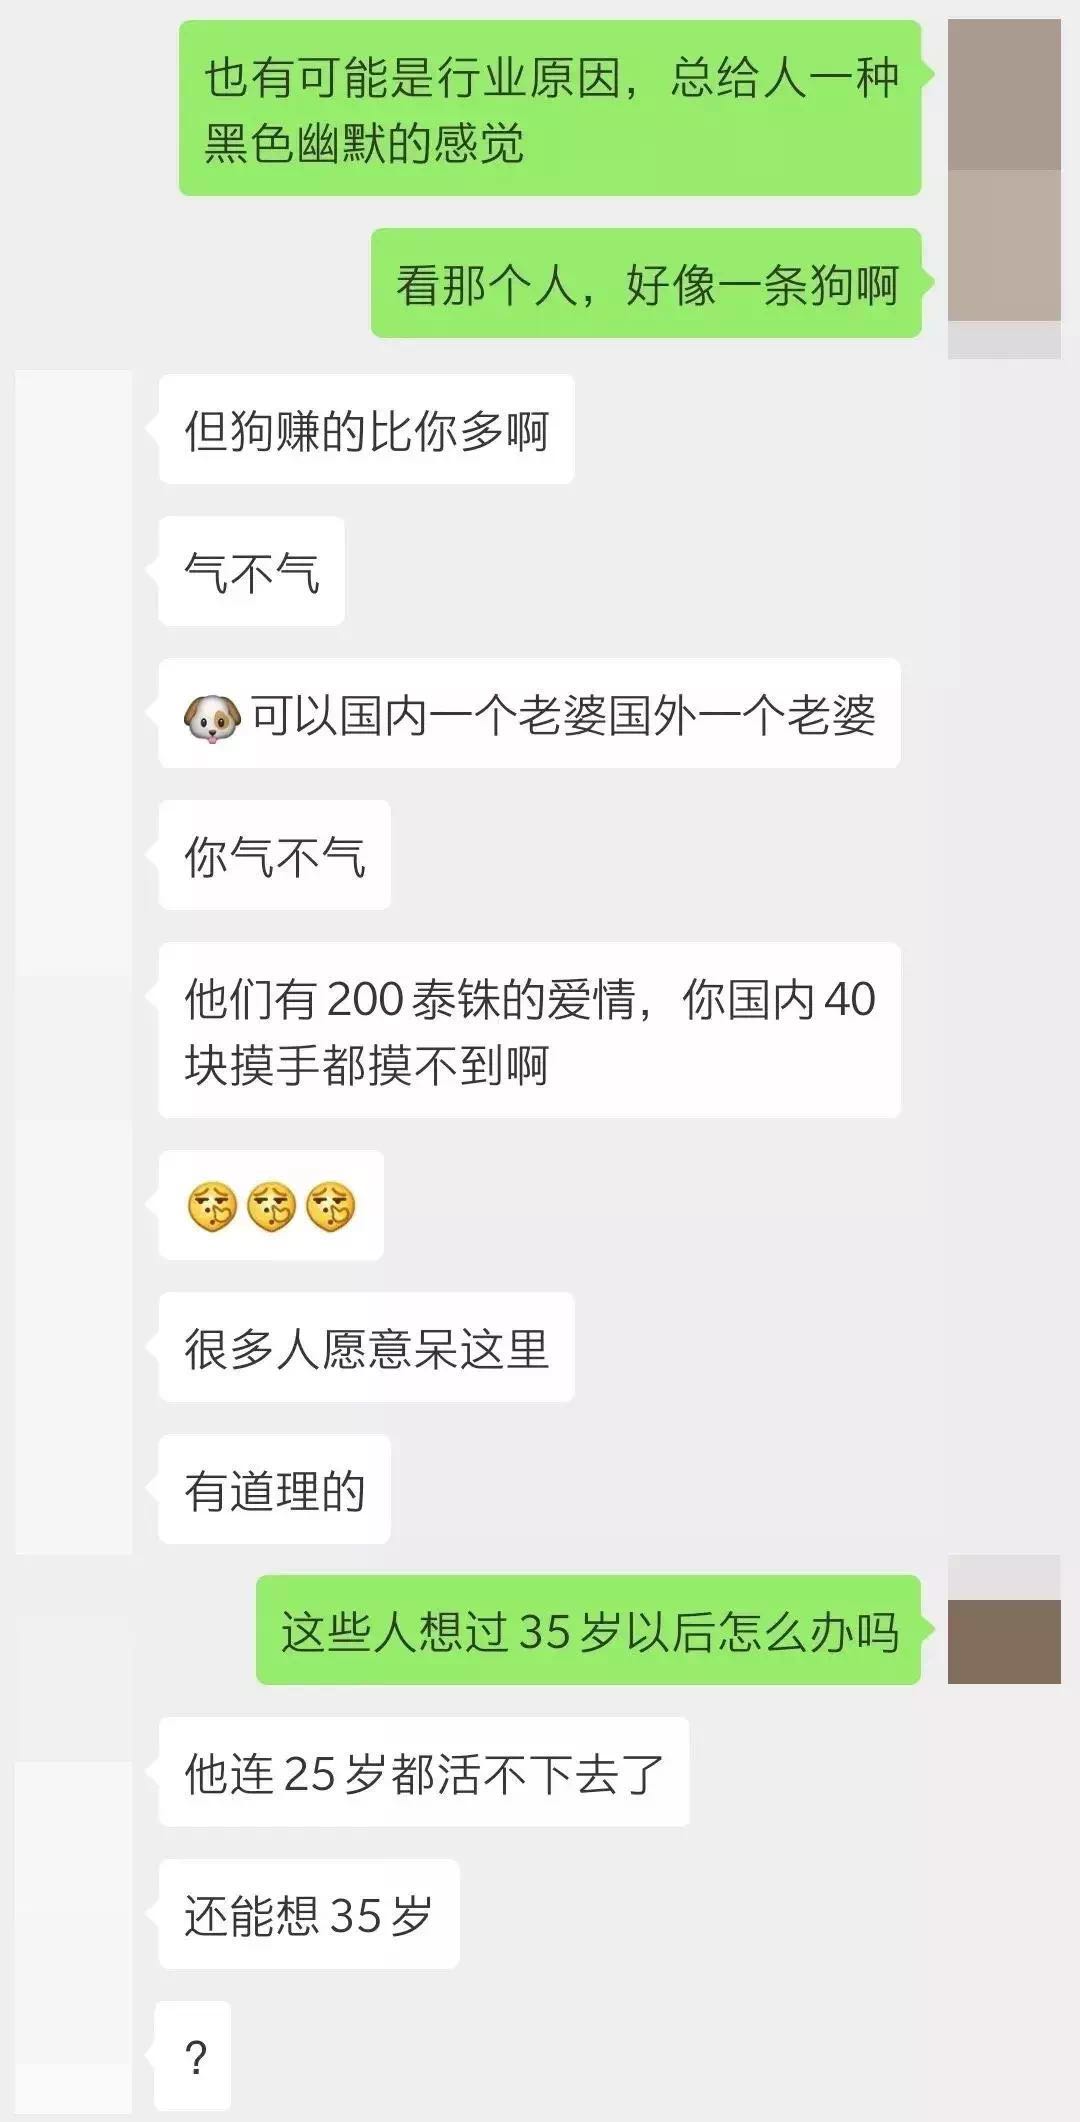 也有可能是行业原因，总给人一种
黑色幽默的感觉
看那个人，好像一条狗啊
但狗赚的比你多啊
气不气
🐶可以国内一个老婆国外一个老婆
你气不气
他们有200泰铢的爱情，你国内40
块摸手都摸不到啊
很多人愿意呆这里
有道理的
这些人想过35岁以后怎么办吗
他连25岁都活不下去了
还能想35岁
？